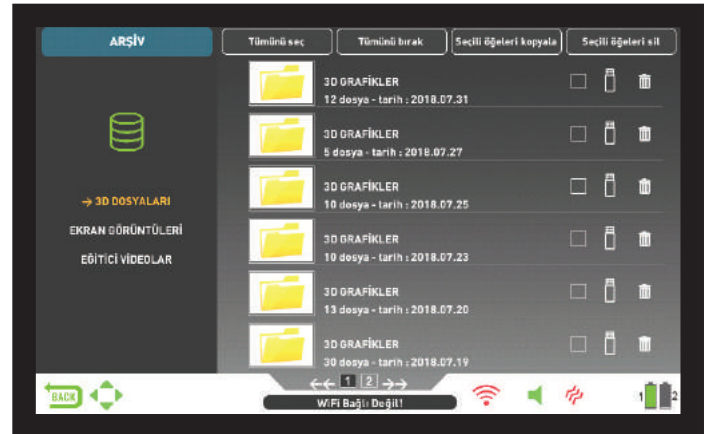 ARŞİV
Tümünü seç
Tümünü bırak
Seçili öğeleri kopyala
Seçili öğeleri sil
3D GRAFİKLER
12 dosya - tarih : 2018.07.31
3D GRAFİKLER
5 dosya - tarih : 2018.07.27
→ 3D DOSYALARI
EKRAN GÖRÜNTÜLERİ
EĞİTİCİ VİDEOLAR
3D GRAFİKLER
10 dosya - tarih : 2018.07.25
3D GRAFİKLER
10 dosya - tarih : 2018.07.23
3D GRAFİKLER
13 dosya - tarih : 2018.07.20
3D GRAFİKLER
30 dosya - tarih : 2018.07.19
BACK
←← 1 2 →→
WiFi Bağlı Değil!
1
2